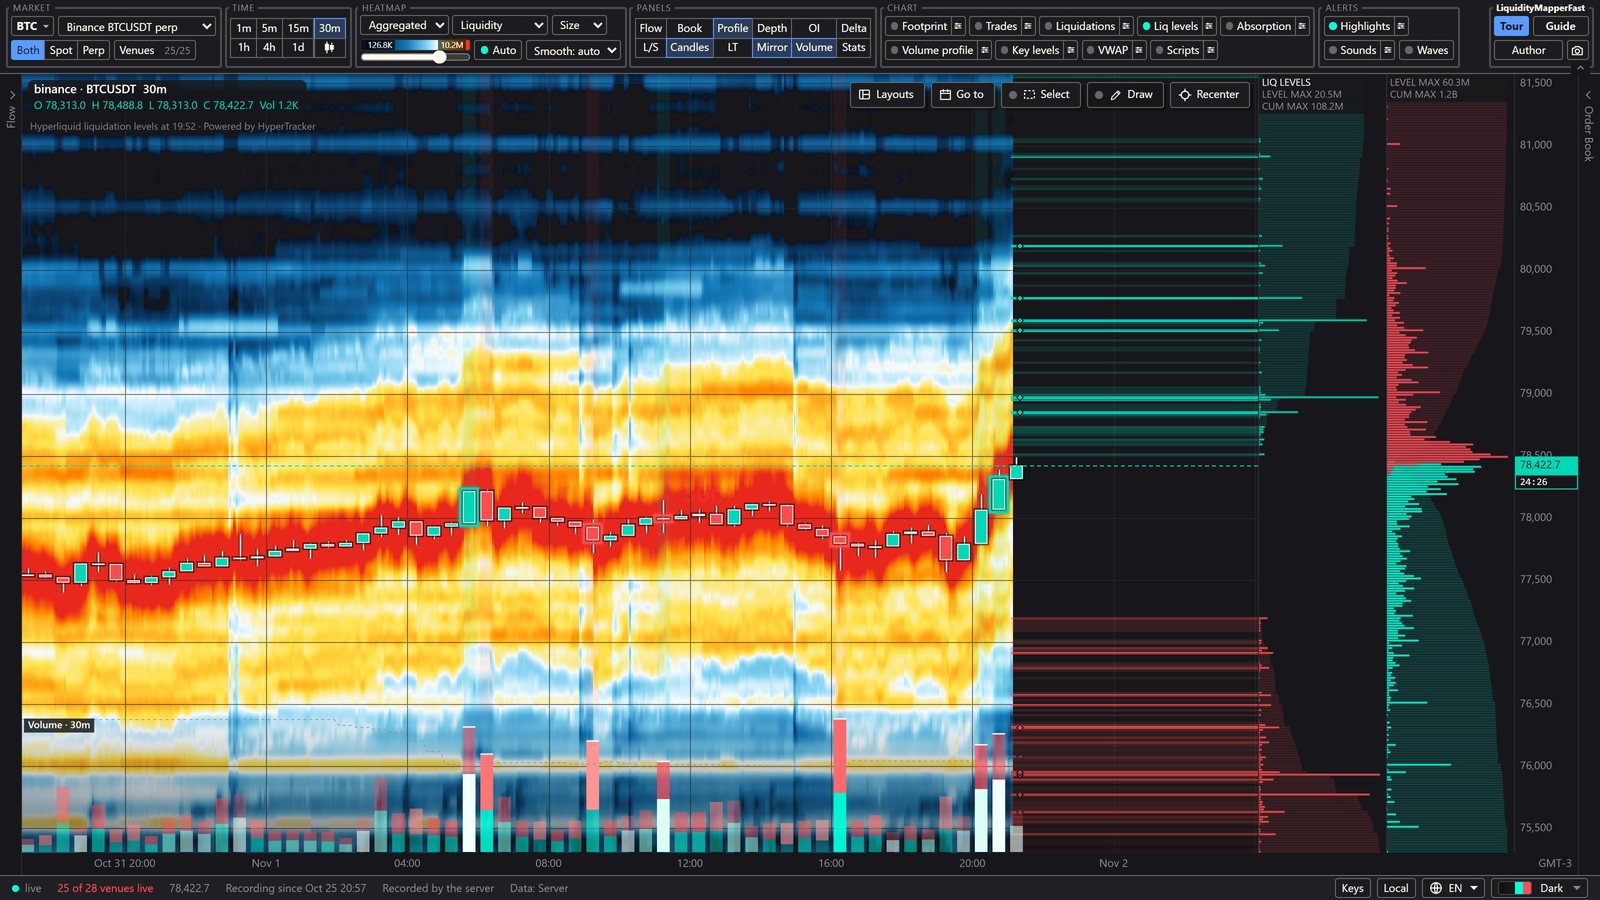 MARKET
BTC
Binance BTCUSDT perp
Both Spot Perp Venues 25/25
TIME
1m 5m 15m 30m
1h 4h 1d
HEATMAP
Aggregated Liquidity Size
126.8K 10.2M Auto Smooth: auto
PANELS
Flow Book Profile Depth OI Delta
L/S Candles LT Mirror Volume Stats
CHART
Footprint Trades Liquidations Liq levels Absorption
Volume profile Key levels VWAP Scripts
ALERTS
Highlights
Sounds Waves
LiquidityMapperFast
Tour Guide
Author
Flow
binance · BTCUSDT 30m
O 78,313.0 H 78,488.8 L 78,313.0 C 78,422.7 Vol 1.2K
Hyperliquid liquidation levels at 19:52 · Powered by HyperTracker
Layouts Go to Select Draw Recenter
LIQ LEVELS
LEVEL MAX 20.5M
CUM MAX 108.2M
LEVEL MAX 60.3M
CUM MAX 1.2B
Order Book
81,500
81,000
80,500
80,000
79,500
79,000
78,500
78,422.7
24:26
78,000
77,500
77,000
76,500
76,000
75,500
Volume · 30m
Oct 31 20:00 Nov 1 04:00 08:00 12:00 16:00 20:00 Nov 2 GMT-3
live 25 of 28 venues live 78,422.7 Recording since Oct 25 20:57 Recorded by the server Data: Server
Keys Local EN Dark